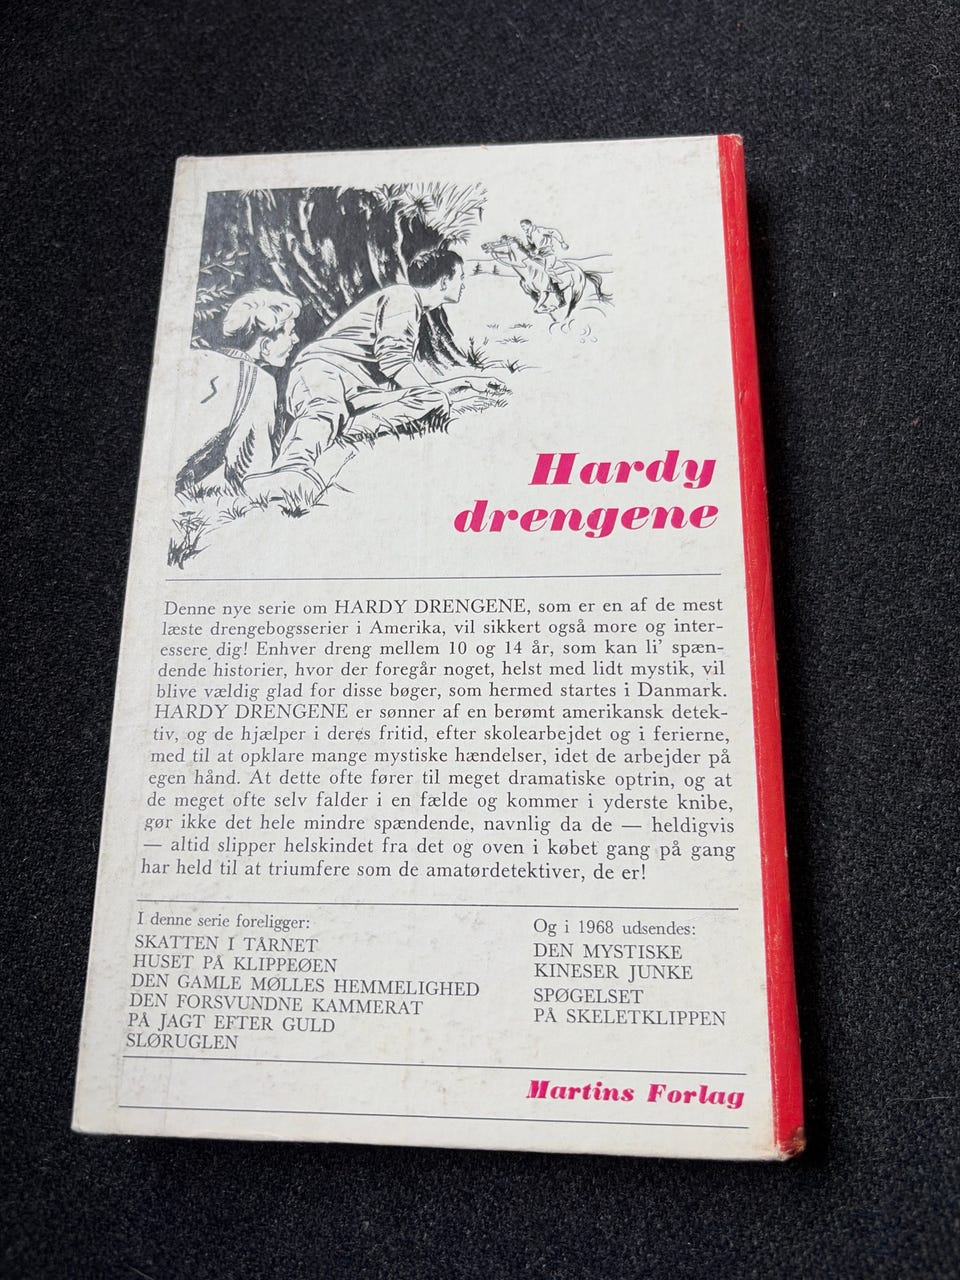 Hardy
drengene
Denne nye serie om HARDY DRENGENE, som er en af de mest
læste drengebogsserier i Amerika, vil sikkert også more og inter-
essere dig! Enhver dreng mellem 10 og 14 år, som kan li' spæn-
dende historier, hvor der foregår noget, helst med lidt mystik, vil
blive vældig glad for disse bøger, som hermed startes i Danmark.
HARDY DRENGENE er sønner af en berømt amerikansk detek-
tiv, og de hjælper i deres fritid, efter skolearbejdet og i ferierne,
med til at opklare mange mystiske hændelser, idet de arbejder på
egen hånd. At dette ofte fører til meget dramatiske optrin, og at
de meget ofte selv falder i en fælde og kommer i yderste knibe,
gør ikke det hele mindre spændende, navnlig da de — heldigvis
— altid slipper helskindet fra det og oven i købet gang på gang
har held til at triumfere som de amatørdetektiver, de er!
I denne serie foreligger:
SKATTEN I TÅRNET
HUSET PÅ KLIPPEØEN
DEN GAMLE MØLLES HEMMELIGHED
DEN FORSVUNDNE KAMMERAT
PÅ JAGT EFTER GULD
SLØRUGLEN
Og i 1968 udsendes:
DEN MYSTISKE
KINESER JUNKE
SPØGELSET
PÅ SKELETKLIPPEN
Martins Forlag